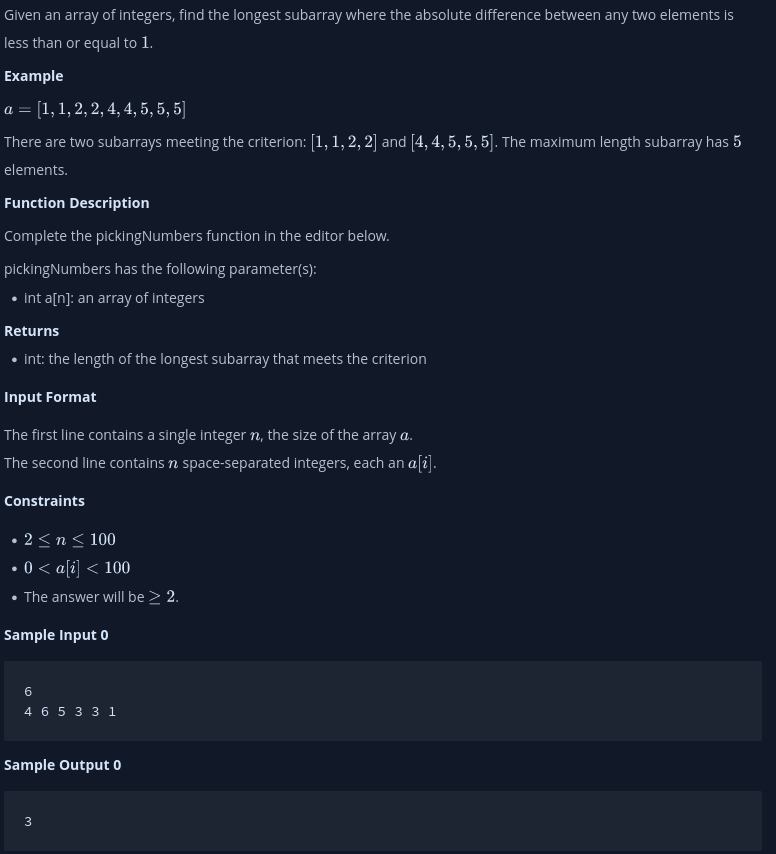 Given an array of integers, find the longest subarray where the absolute difference between any two elements is
less than or equal to 1.
Example
a = [1, 1, 2, 2, 4, 4, 5, 5, 5]
There are two subarrays meeting the criterion: [1, 1, 2, 2] and [4, 4, 5, 5, 5]. The maximum length subarray has 5
elements.
Function Description
Complete the pickingNumbers function in the editor below.
pickingNumbers has the following parameter(s):
• int a[n]: an array of integers
Returns
• int: the length of the longest subarray that meets the criterion
Input Format
The first line contains a single integer n, the size of the array a.
The second line contains n space-separated integers, each an a[i].
Constraints
• 2 ≤ n ≤ 100
• 0 < a[i] < 100
• The answer will be ≥ 2.
Sample Input 0
6
4 6 5 3 3 1
Sample Output 0
3